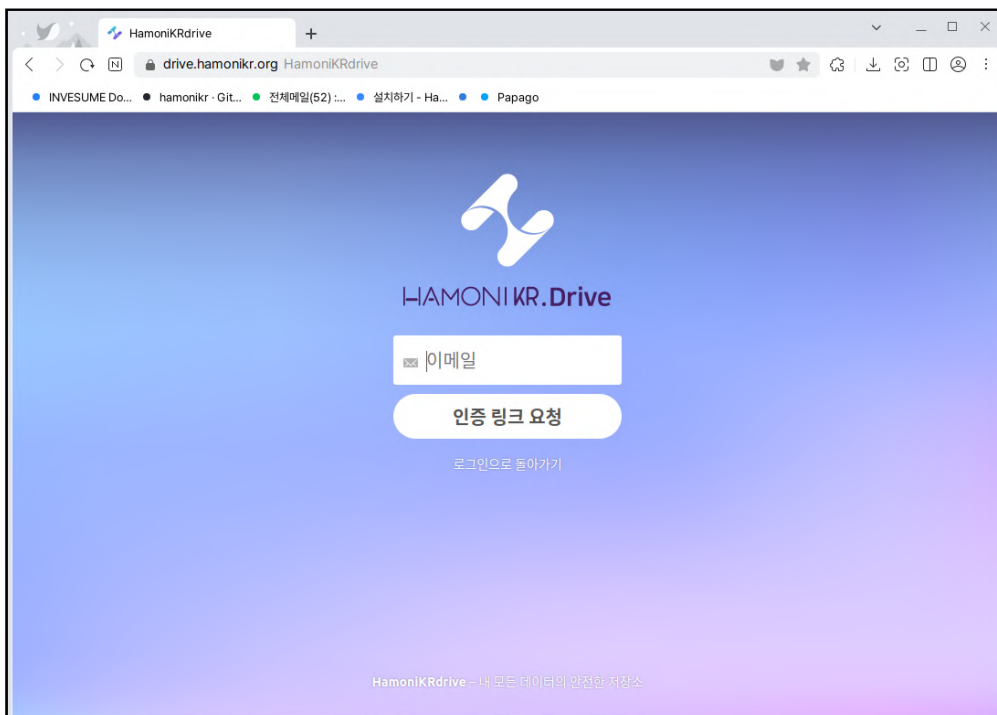 HamoniKRdrive
drive.hamonikr.org HamoniKRdrive
INVESUME Do... hamonikr · Git... 전체메일(52) :... 설치하기 - Ha... Papago
HAMONIKR.Drive
이메일
인증 링크 요청
로그인으로 돌아가기
HamoniKRdrive – 내 모든 데이터의 안전한 저장소